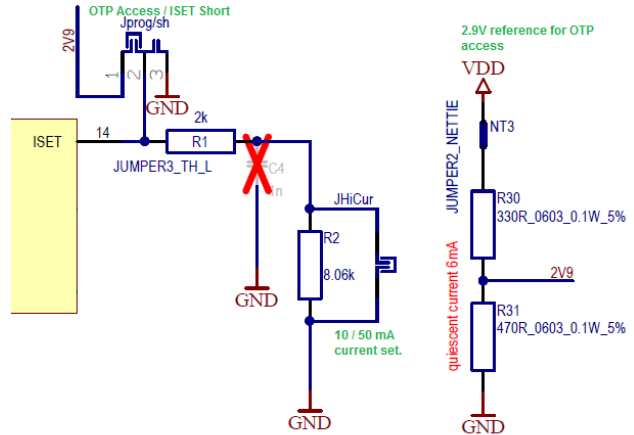 OTP Access / ISET Short
Jprog/sh
2V9
1
2
3
GND
ISET
14
2k
R1
JUMPER3_TH_L
C4
1n
GND
JHiCur
R2
8.06k
10 / 50 mA
current set.
GND
2.9V reference for OTP
access
VDD
NT3
JUMPER2_NETTIE
R30
330R_0603_0.1W_5%
2V9
quiescent current 6mA
R31
470R_0603_0.1W_5%
GND